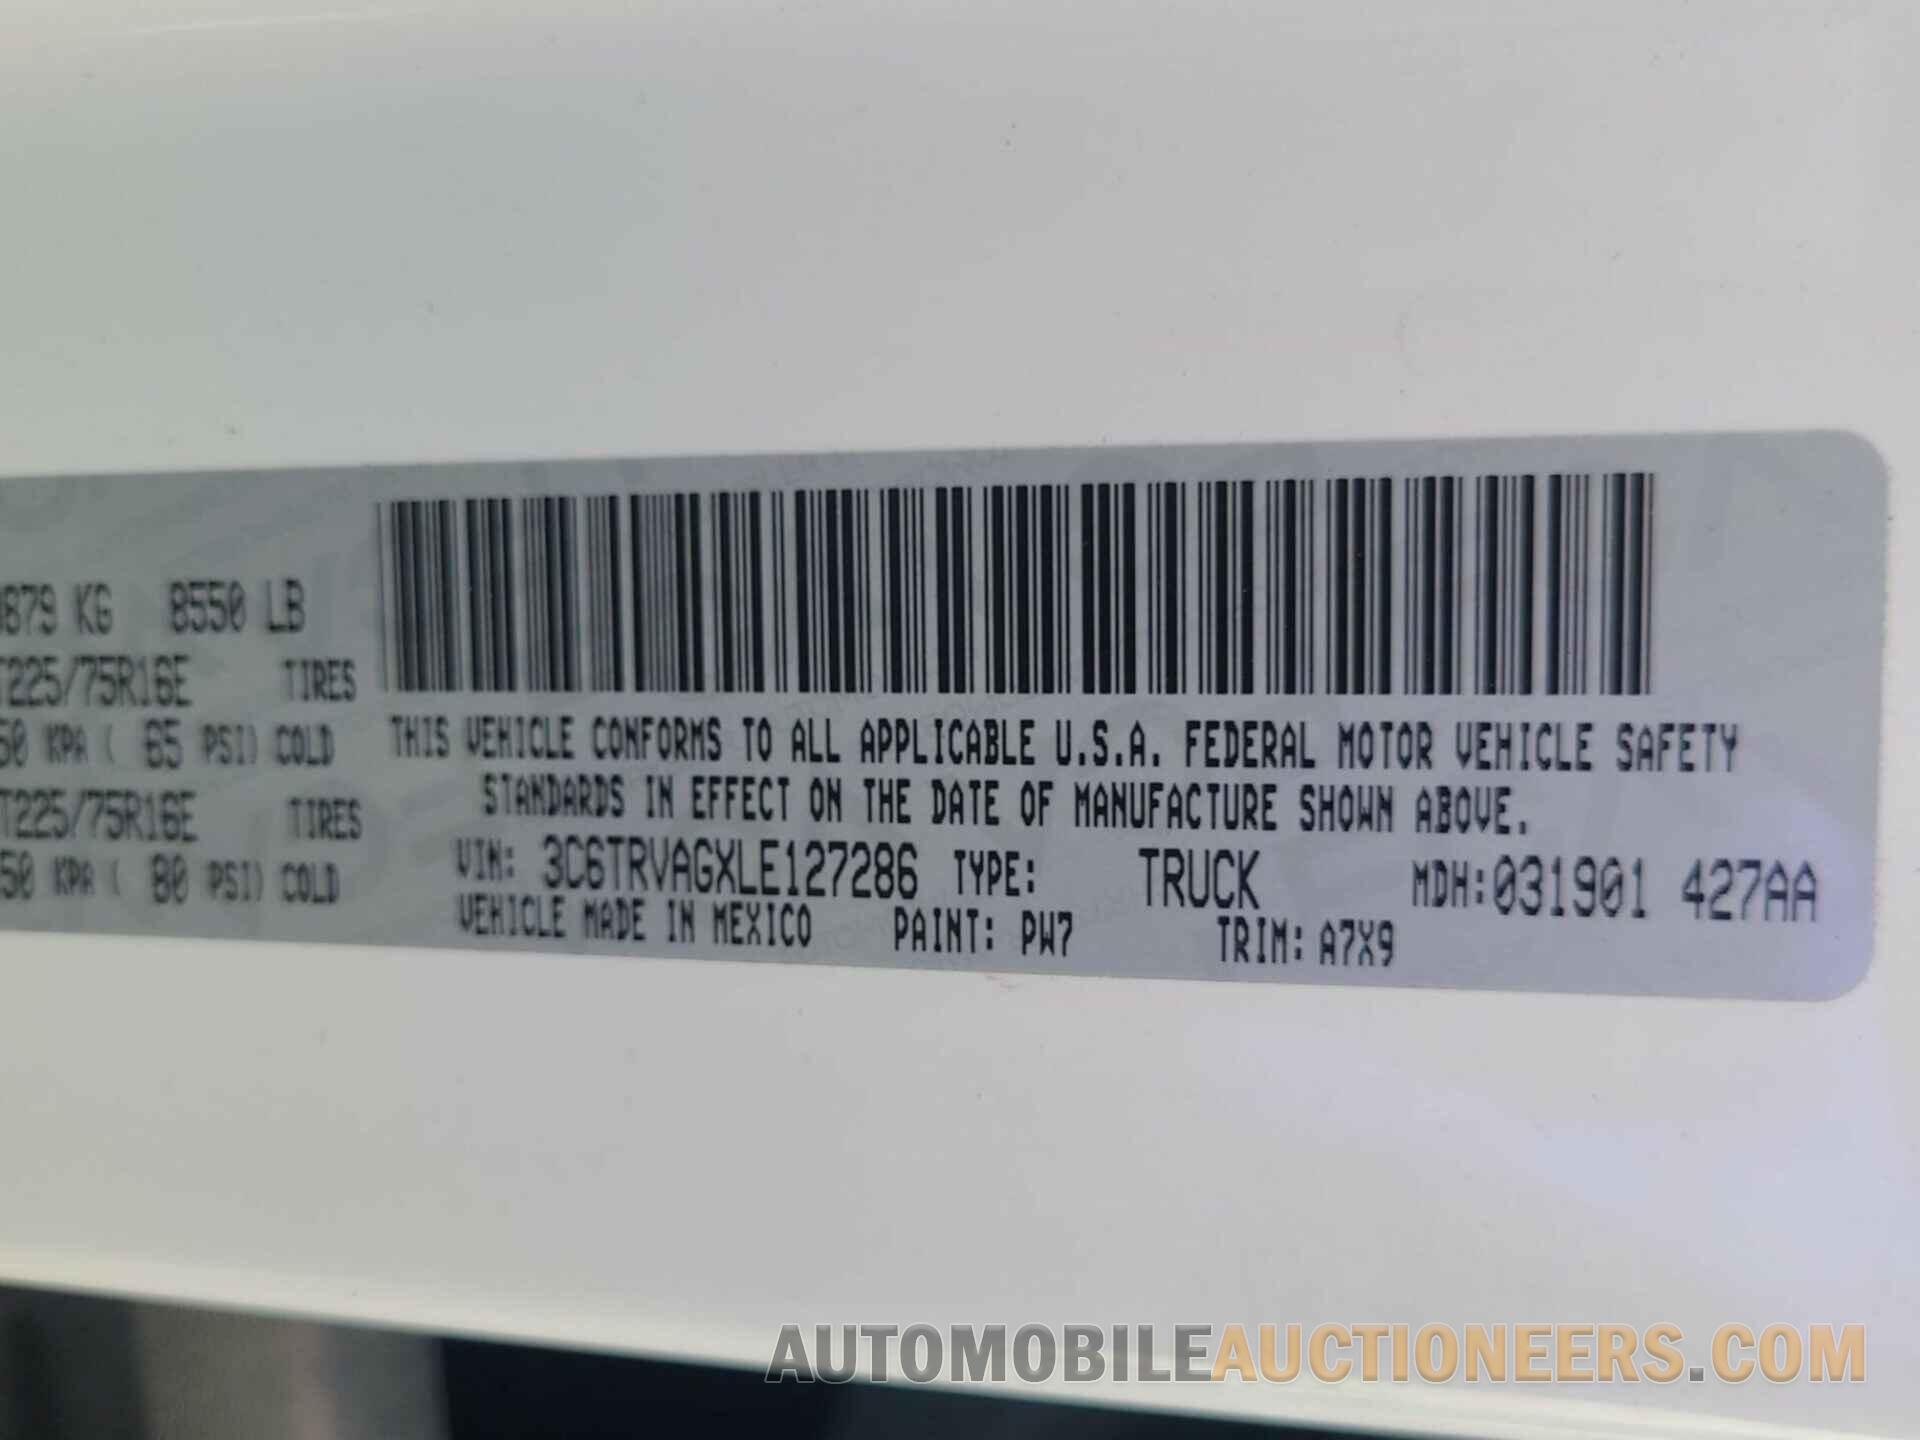 879 KG 8550 LB
T225/75R16E TIRES
50 KPA ( 65 PSI) COLD
T225/75R16E TIRES
50 KPA ( 80 PSI) COLD
THIS VEHICLE CONFORMS TO ALL APPLICABLE U.S.A. FEDERAL MOTOR VEHICLE SAFETY
STANDARDS IN EFFECT ON THE DATE OF MANUFACTURE SHOWN ABOVE.
VIN: 3C6TRVAGXLE127286 TYPE: TRUCK MDH:031901 427AA
VEHICLE MADE IN MEXICO PAINT: PW7 TRIM: A7X9
AUTOMOBILEAUCTIONEERS.COM